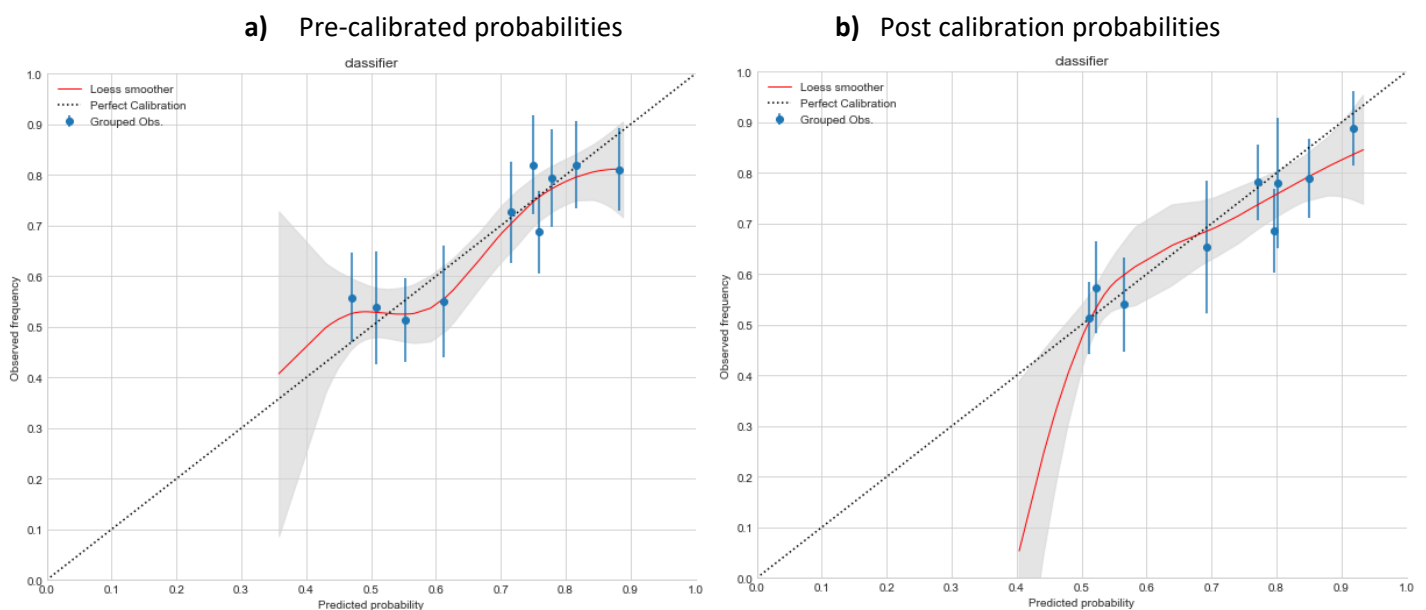 a) Pre-calibrated probabilities
classifier
Loess smoother
Perfect Calibration
Grouped Obs.
1.0
0.9
0.8
0.7
0.6
0.5
0.4
0.3
0.2
0.1
0.0
Observed frequency
0.0 0.1 0.2 0.3 0.4 0.5 0.6 0.7 0.8 0.9 1.0
Predicted probability
b) Post calibration probabilities
classifier
Loess smoother
Perfect Calibration
Grouped Obs.
1.0
0.9
0.8
0.7
0.6
0.5
0.4
0.3
0.2
0.1
0.0
Observed frequency
0.0 0.1 0.2 0.3 0.4 0.5 0.6 0.7 0.8 0.9 1.0
Predicted probability